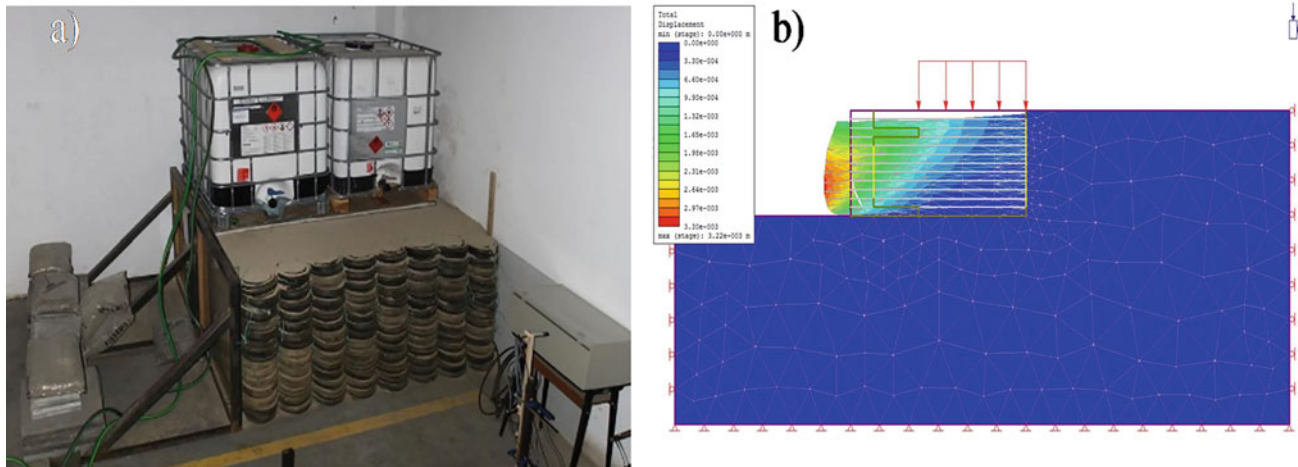 a)
b)
Total
Displacement
min (stage): 0.00e+000 m
0.00e+000
3.30e-004
6.60e-004
9.90e-004
1.32e-003
1.65e-003
1.98e-003
2.31e-003
2.64e-003
2.97e-003
3.30e-003
max (stage): 3.22e-003 m